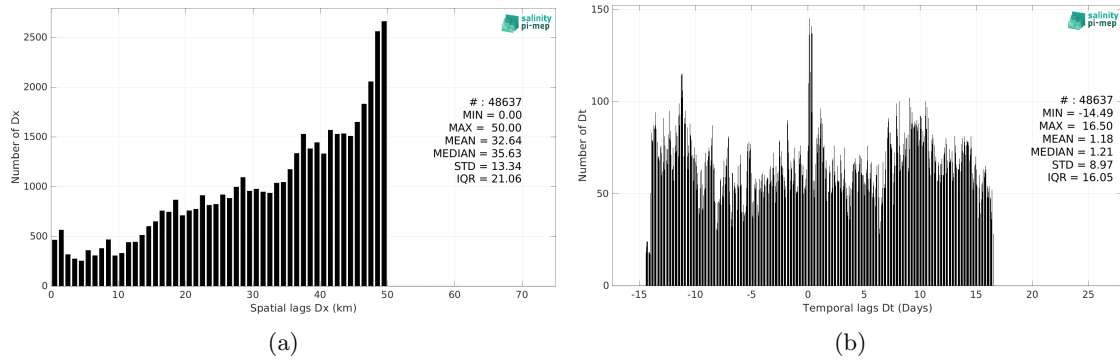 salinity
pi-mep
2500
2000
1500
1000
500
0
Number of Dx
# : 48637
MIN = 0.00
MAX = 50.00
MEAN = 32.64
MEDIAN = 35.63
STD = 13.34
IQR = 21.06
0 10 20 30 40 50 60 70
Spatial lags Dx (km)
(a)
salinity
pi-mep
150
100
50
0
Number of Dt
# : 48637
MIN = -14.49
MAX = 16.50
MEAN = 1.18
MEDIAN = 1.21
STD = 8.97
IQR = 16.05
-15 -10 -5 0 5 10 15 20 25
Temporal lags Dt (Days)
(b)